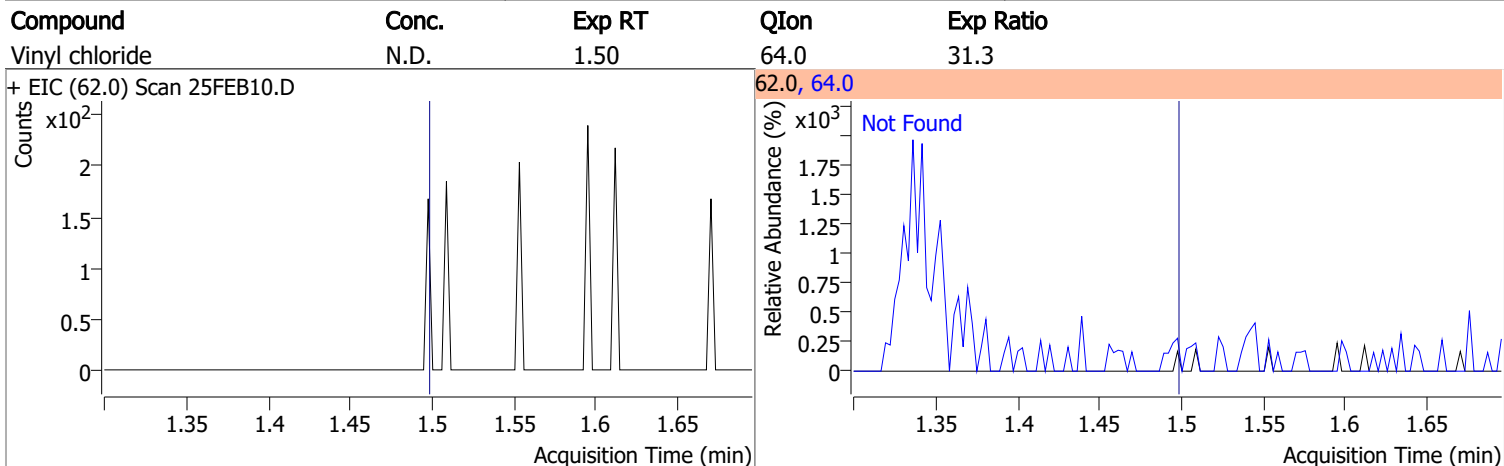 Compound Conc. Exp RT QIon Exp Ratio
Vinyl chloride N.D. 1.50 64.0 31.3
+ EIC (62.0) Scan 25FEB10.D
Counts
x10²
2
1.5
1
0.5
0
1.35 1.4 1.45 1.5 1.55 1.6 1.65
Acquisition Time (min)
62.0, 64.0
Relative Abundance (%)
x10³
Not Found
1.75
1.5
1.25
1
0.75
0.5
0.25
0
1.35 1.4 1.45 1.5 1.55 1.6 1.65
Acquisition Time (min)